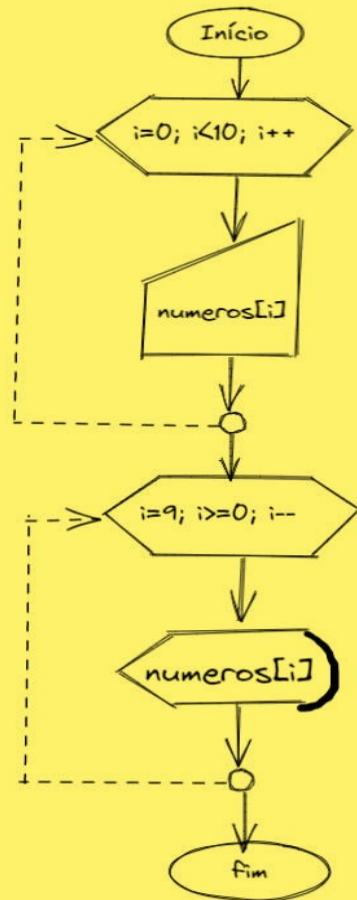 Início
i=0; i<10; i++
numeros[i]
i=9; i>=0; i--
numeros[i]
fim